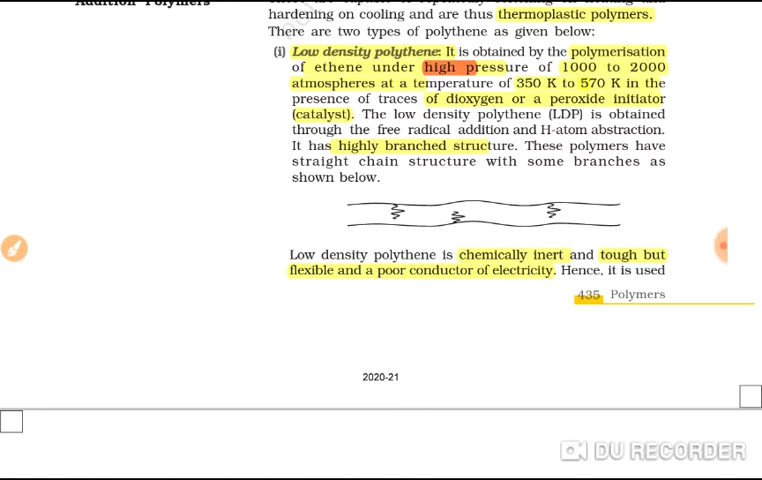 Addition Polymers
hardening on cooling and are thus thermoplastic polymers.
There are two types of polythene as given below:
(i) Low density polythene: It is obtained by the polymerisation
of ethene under high pressure of 1000 to 2000
atmospheres at a temperature of 350 K to 570 K in the
presence of traces of dioxygen or a peroxide initiator
(catalyst). The low density polythene (LDP) is obtained
through the free radical addition and H-atom abstraction.
It has highly branched structure. These polymers have
straight chain structure with some branches as
shown below.
Low density polythene is chemically inert and tough but
flexible and a poor conductor of electricity. Hence, it is used
435 Polymers
2020-21
DU RECORDER